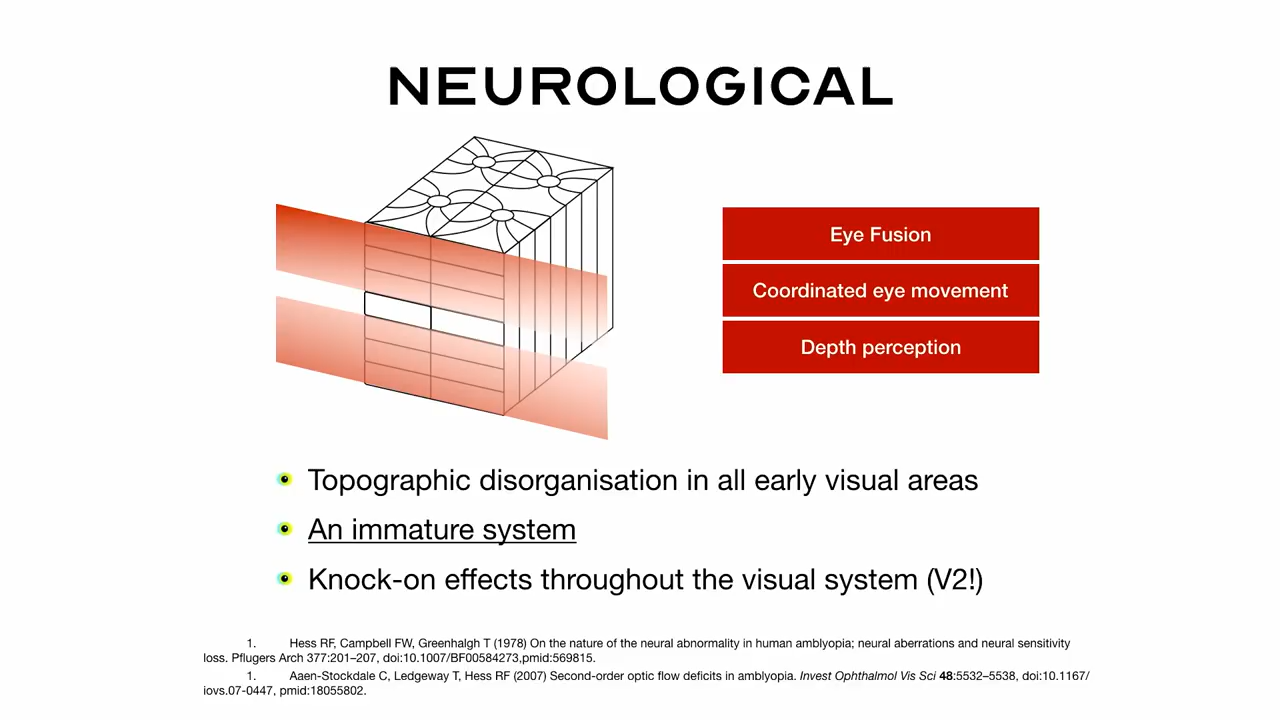 NEUROLOGICAL
Eye Fusion
Coordinated eye movement
Depth perception
Topographic disorganisation in all early visual areas
An immature system
Knock-on effects throughout the visual system (V2!)
1. Hess RF, Campbell FW, Greenhalgh T (1978) On the nature of the neural abnormality in human amblyopia; neural aberrations and neural sensitivity
loss. Pflugers Arch 377:201–207, doi:10.1007/BF00584273,pmid:569815.
1. Aaen-Stockdale C, Ledgeway T, Hess RF (2007) Second-order optic flow deficits in amblyopia. Invest Ophthalmol Vis Sci 48:5532–5538, doi:10.1167/
iovs.07-0447, pmid:18055802.